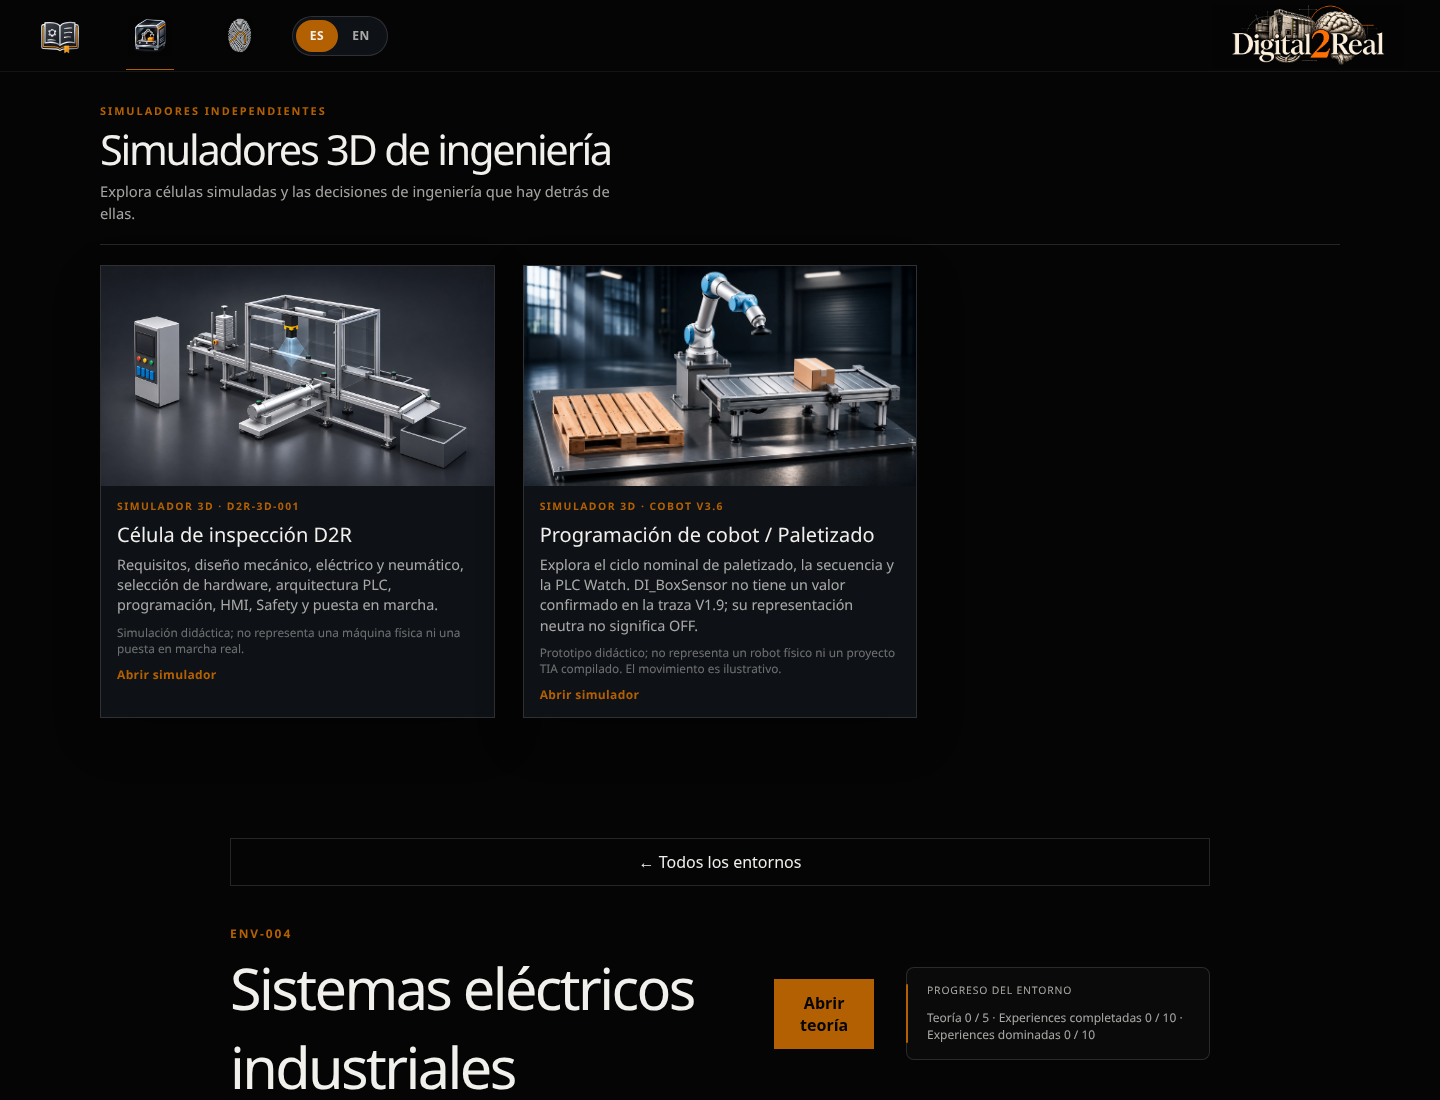 ES EN
Digital2Real
SIMULADORES INDEPENDIENTES
Simuladores 3D de ingeniería
Explora células simuladas y las decisiones de ingeniería que hay detrás de
ellas.
SIMULADOR 3D · D2R-3D-001
Célula de inspección D2R
Requisitos, diseño mecánico, eléctrico y neumático,
selección de hardware, arquitectura PLC,
programación, HMI, Safety y puesta en marcha.
Simulación didáctica; no representa una máquina física ni una
puesta en marcha real.
Abrir simulador
SIMULADOR 3D · COBOT V3.6
Programación de cobot / Paletizado
Explora el ciclo nominal de paletizado, la secuencia y
la PLC Watch. DI_BoxSensor no tiene un valor
confirmado en la traza V1.9; su representación
neutra no significa OFF.
Prototipo didáctico; no representa un robot físico ni un proyecto
TIA compilado. El movimiento es ilustrativo.
Abrir simulador
← Todos los entornos
ENV-004
Sistemas eléctricos
industriales
Abrir
teoría
PROGRESO DEL ENTORNO
Teoría 0 / 5 · Experiences completadas 0 / 10 ·
Experiences dominadas 0 / 10